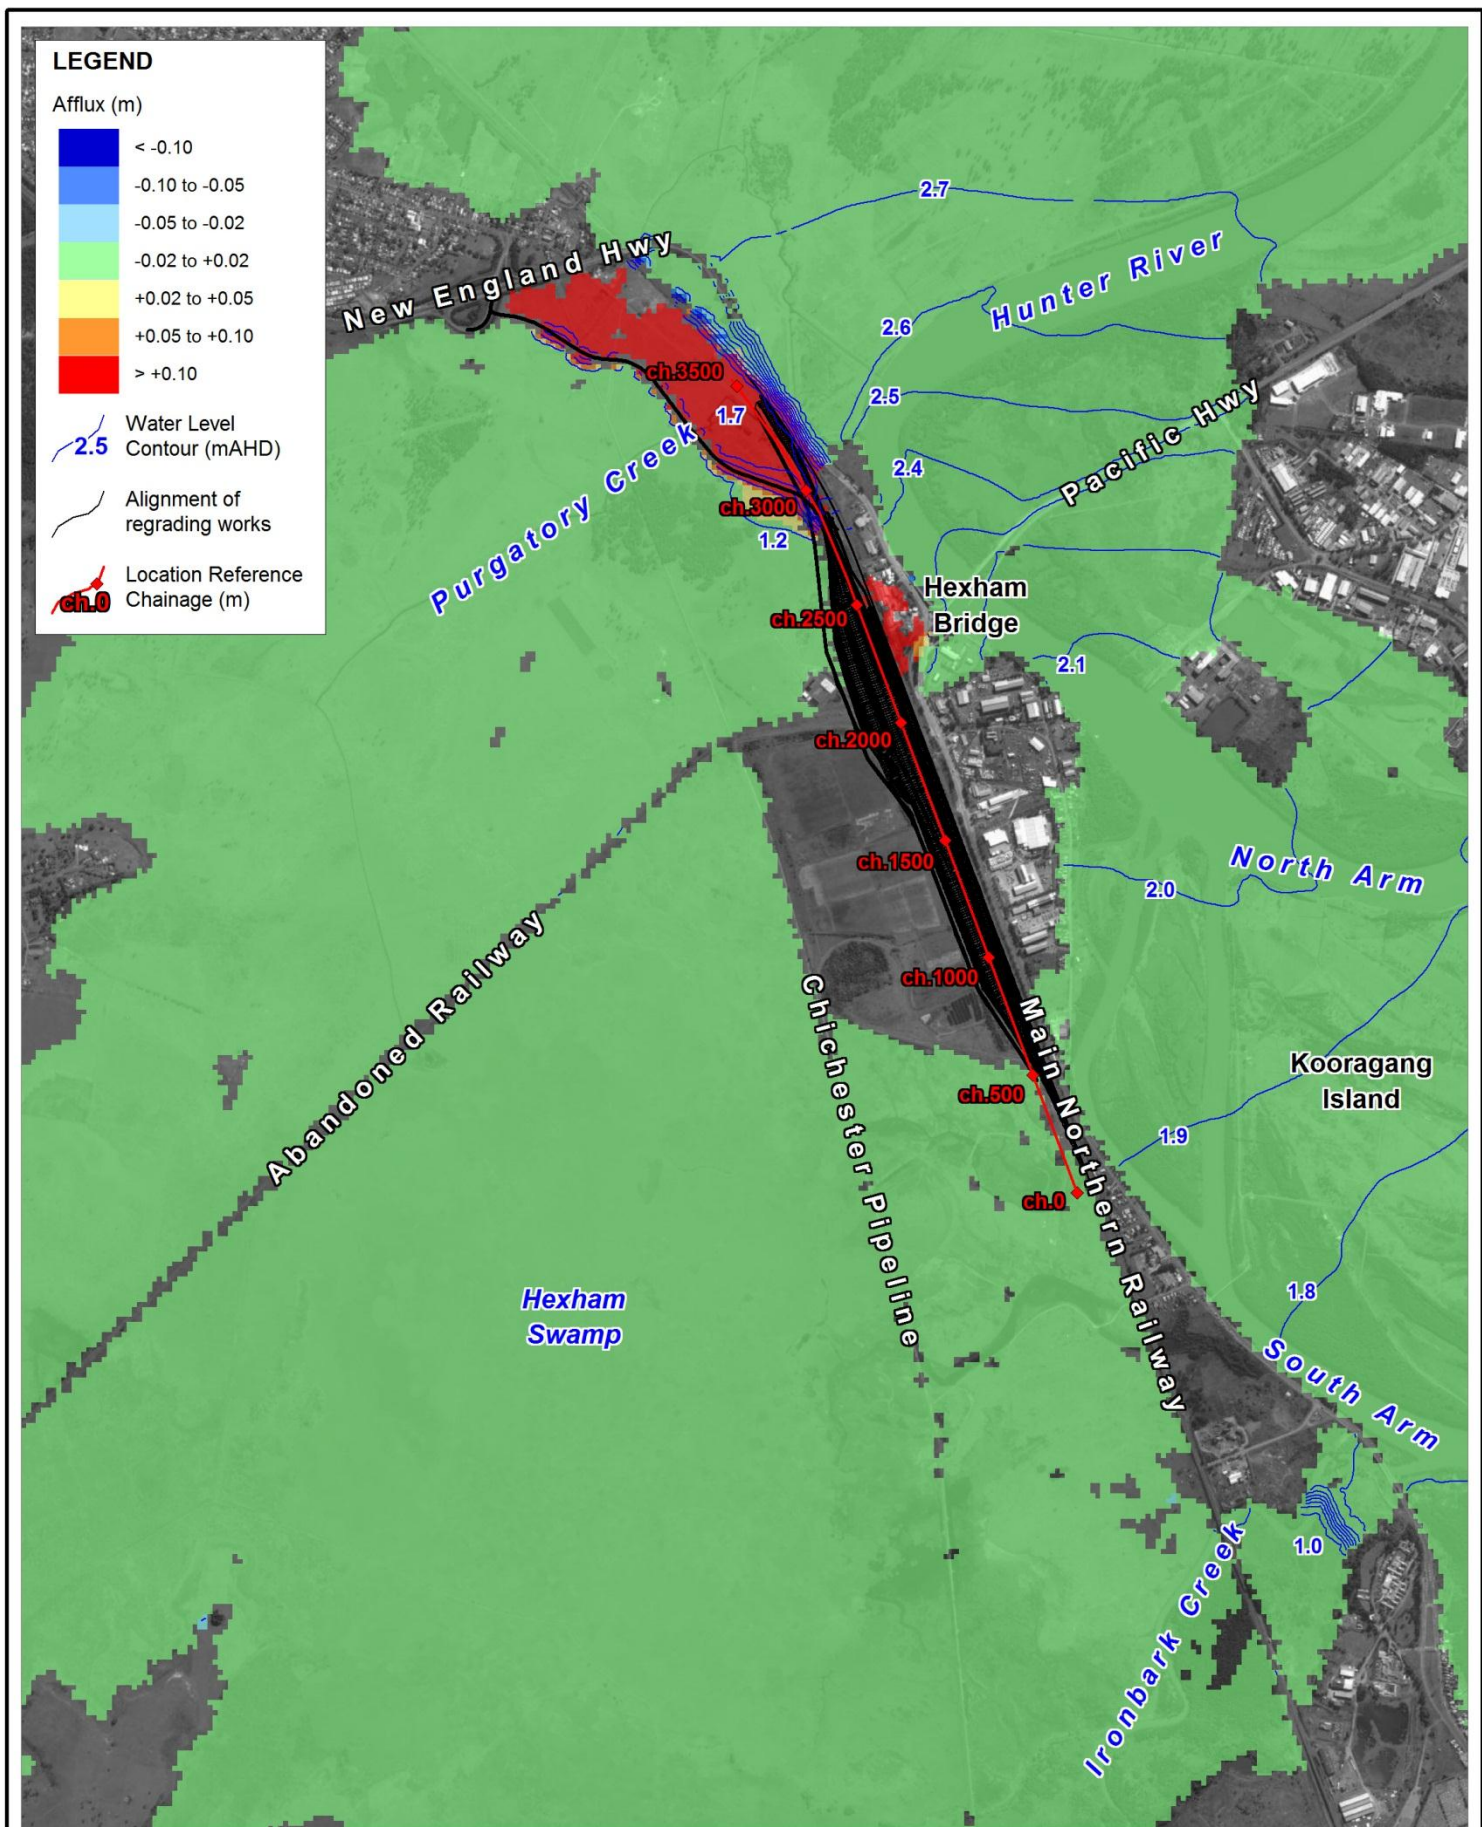 LEGEND
Afflux (m)
< -0.10
-0.10 to -0.05
-0.05 to -0.02
-0.02 to +0.02
+0.02 to +0.05
+0.05 to +0.10
> +0.10
2.5
Water Level
Contour (mAHD)
Alignment of
regrading works
ch.0
Location Reference
Chainage (m)
2.7
Hunter River
New England Hwy
2.6
ch.3500
2.5
1.7
Pacific Hwy
Purgatory Creek
2.4
ch.3000
1.2
Hexham
Bridge
ch.2500
2.1
ch.2000
ch.1500
North Arm
2.0
Abandoned Railway
ch.1000
Chichester Pipeline
Main Northern Railway
Kooragang
Island
ch.500
1.9
ch.0
Hexham
Swamp
1.8
South Arm
1.0
Ironbark Creek